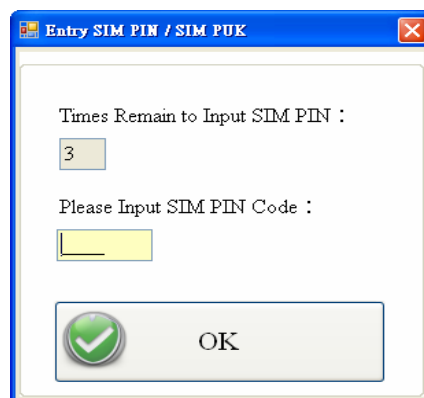 Entry SIM PIN / SIM PUK
Times Remain to Input SIM PIN：
3
Please Input SIM PIN Code：
OK